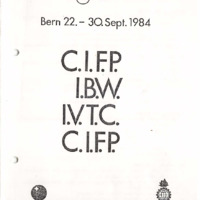 Bern 22. – 30. Sept. 1984
C.I.F.P.
I.B.W.
I.V.T.C.
C.I.F.P.